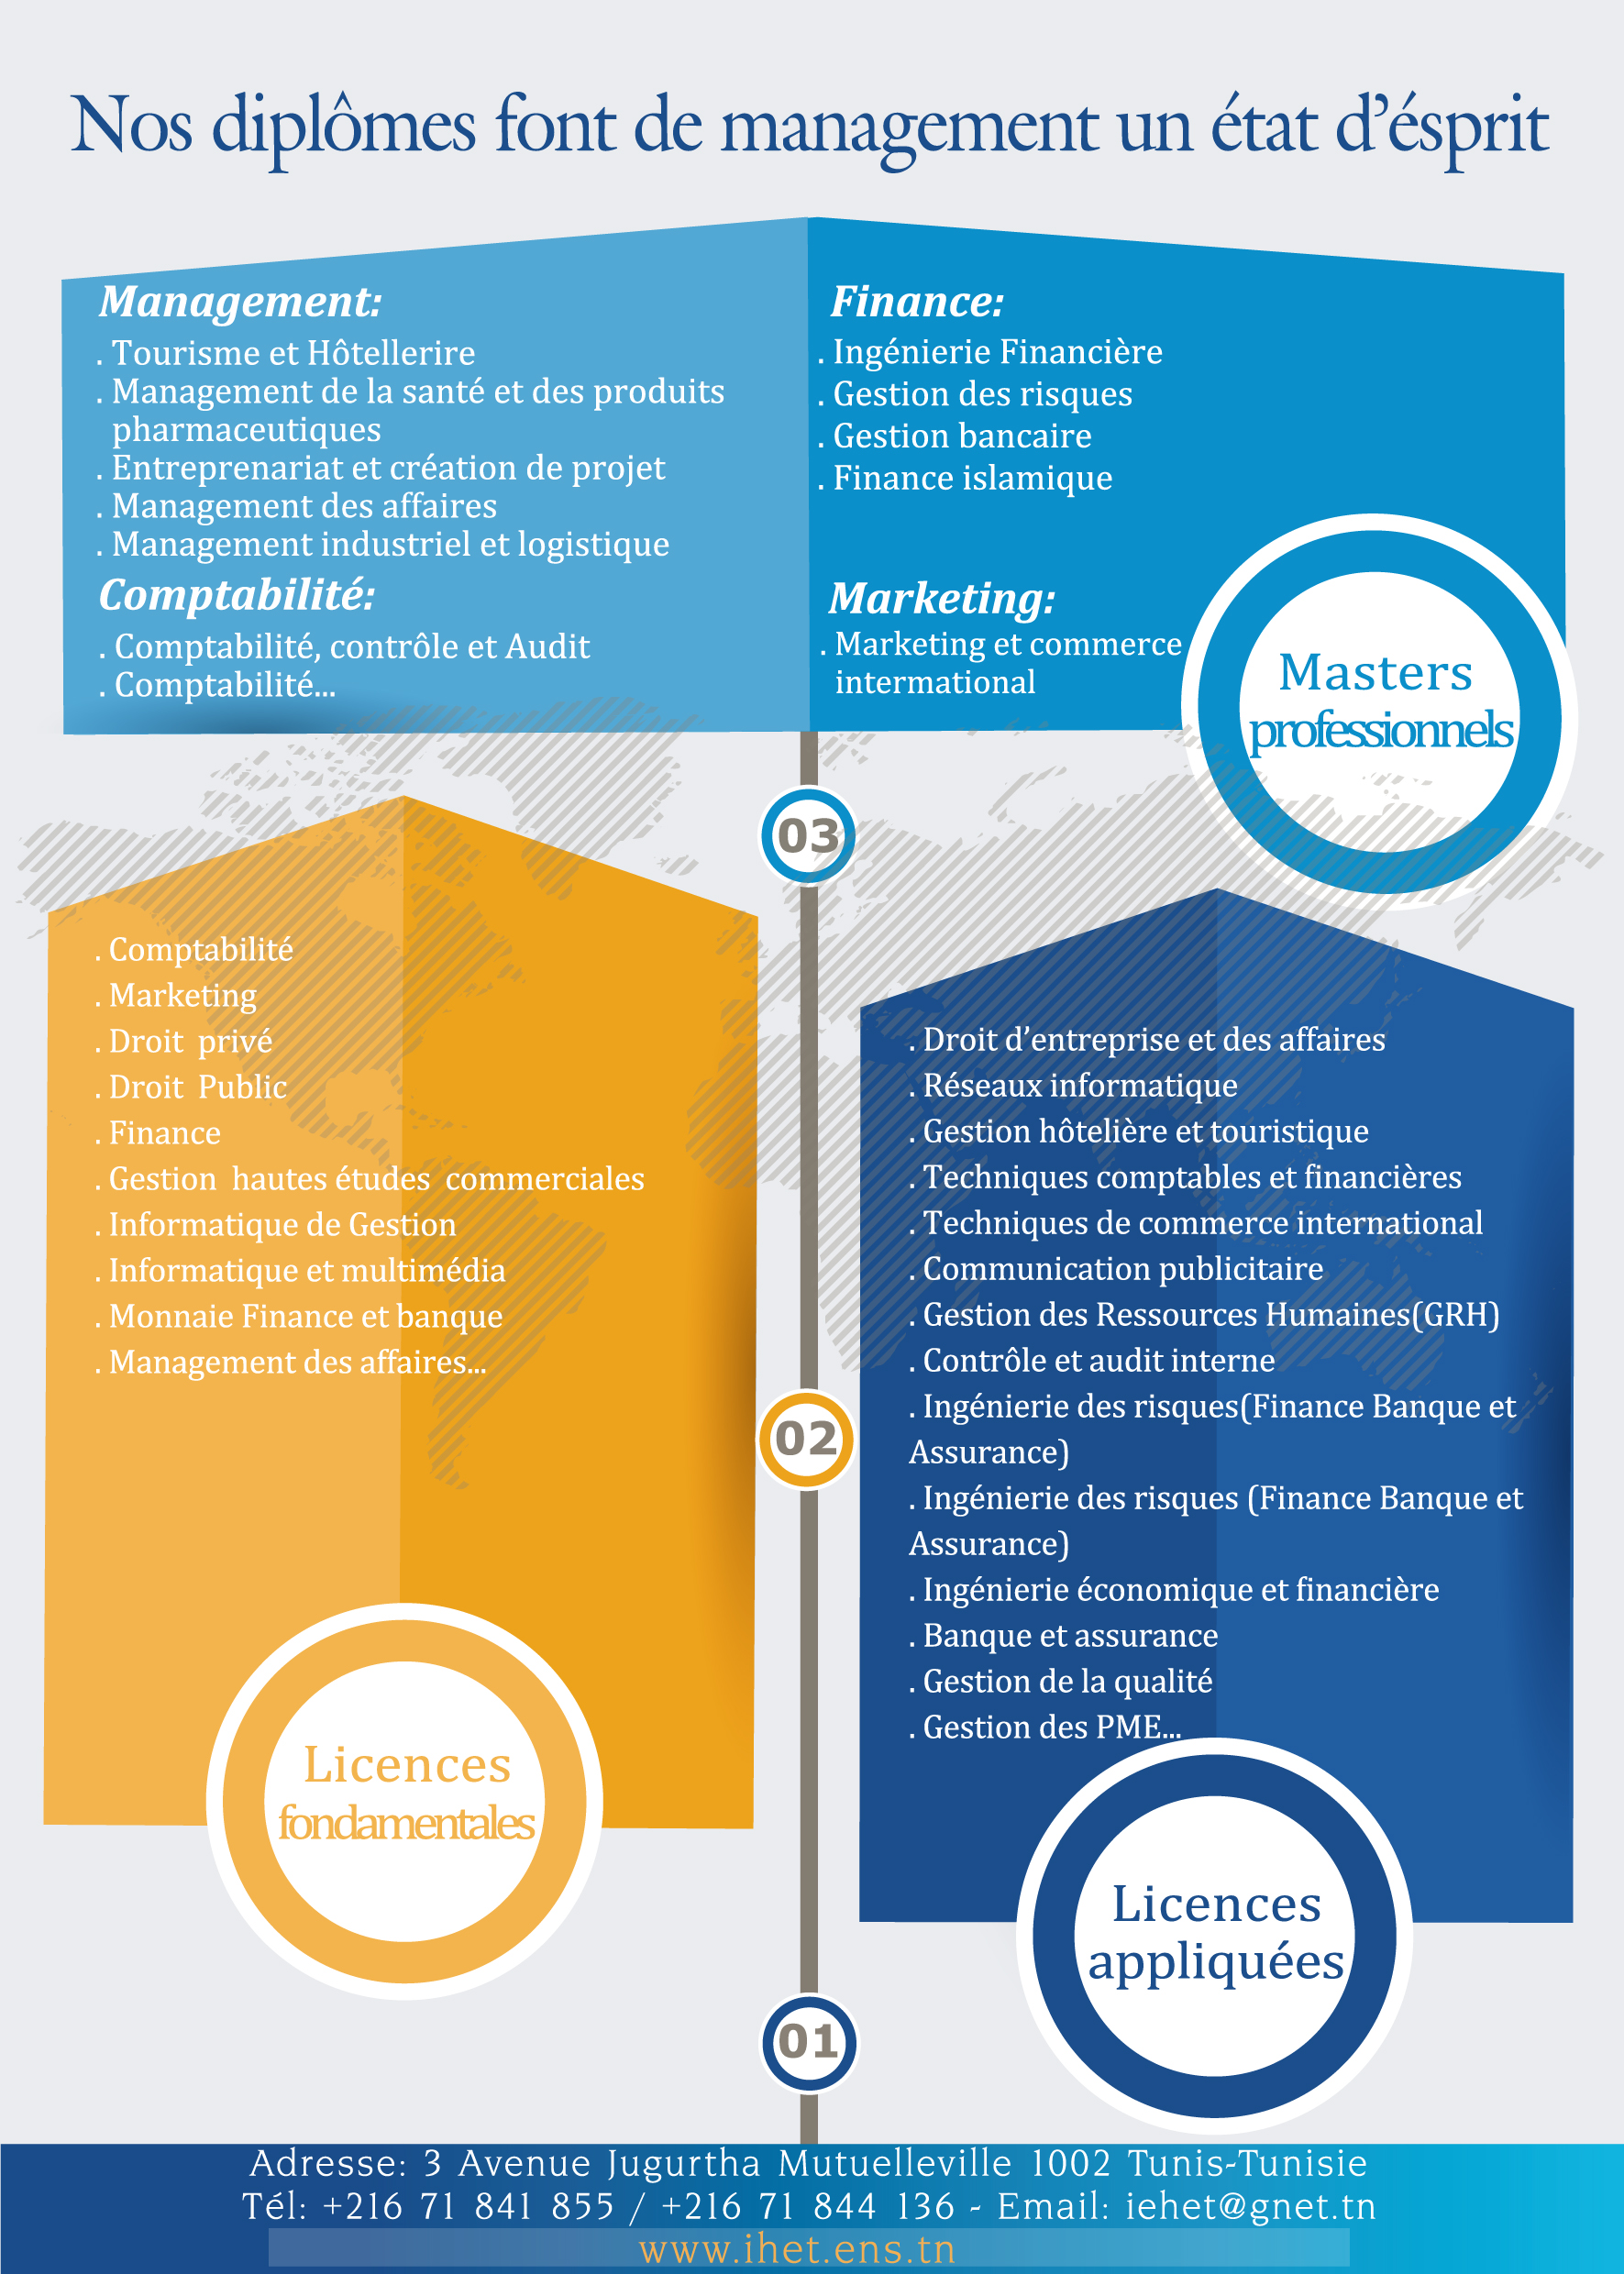 Nos diplômes font de management un état d’ésprit
Management:
. Tourisme et Hôtellerire
. Management de la santé et des produits
pharmaceutiques
. Entreprenariat et création de projet
. Management des affaires
. Management industriel et logistique
Comptabilité:
. Comptabilité, contrôle et Audit
. Comptabilité...
Finance:
. Ingénierie Financière
. Gestion des risques
. Gestion bancaire
. Finance islamique
Marketing:
. Marketing et commerce
intermational
Masters
professionnels
03
. Comptabilité
. Marketing
. Droit privé
. Droit Public
. Finance
. Gestion hautes études commerciales
. Informatique de Gestion
. Informatique et multimédia
. Monnaie Finance et banque
. Management des affaires...
Licences
fondamentales
02
. Droit d’entreprise et des affaires
. Réseaux informatique
. Gestion hôtelière et touristique
. Techniques comptables et financières
. Techniques de commerce international
. Communication publicitaire
. Gestion des Ressources Humaines(GRH)
. Contrôle et audit interne
. Ingénierie des risques(Finance Banque et
Assurance)
. Ingénierie des risques (Finance Banque et
Assurance)
. Ingénierie économique et financière
. Banque et assurance
. Gestion de la qualité
. Gestion des PME...
Licences
appliquées
01
Adresse: 3 Avenue Jugurtha Mutuelleville 1002 Tunis-Tunisie
Tél: +216 71 841 855 / +216 71 844 136 - Email: iehet@gnet.tn
www.ihet.ens.tn